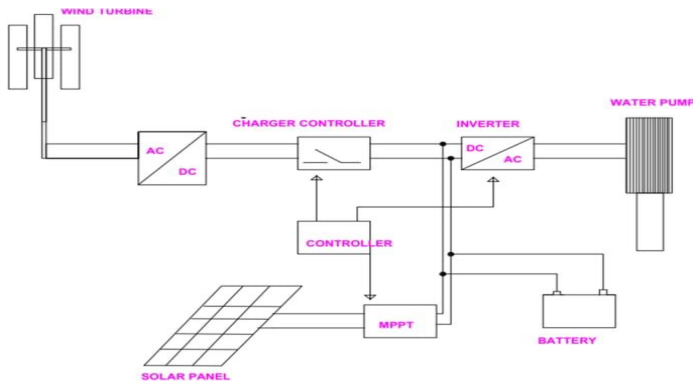 WIND TURBINE
WATER PUMP
CHARGER CONTROLLER
INVERTER
AC
DC
DC
AC
CONTROLLER
MPPT
BATTERY
SOLAR PANEL